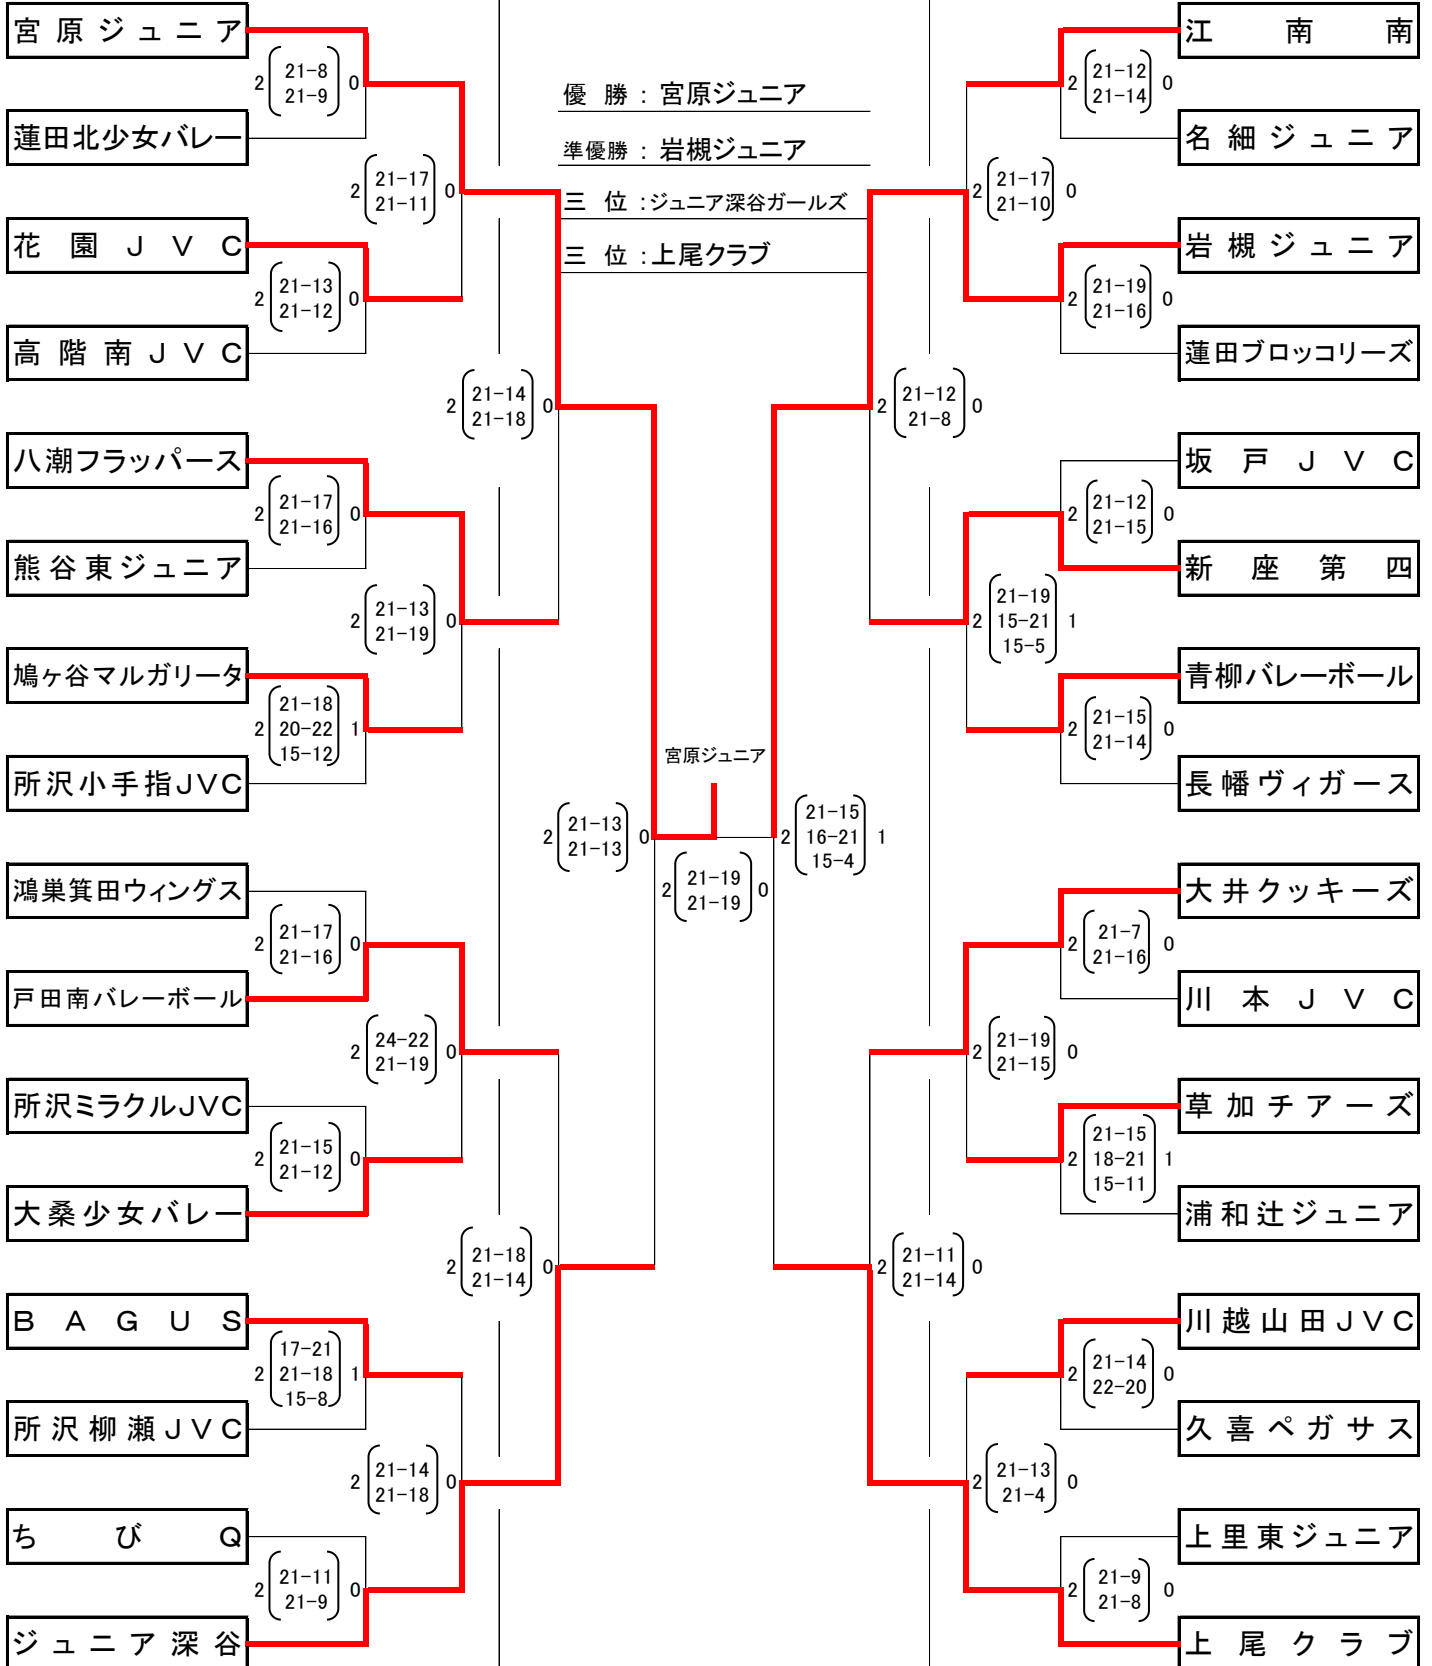 宮原ジュニア
2 21-8 0
21-9
蓮田北少女バレー
2 21-17 0
21-11
花園JVC
2 21-13 0
21-12
高階南JVC
2 21-14 0
21-18
八潮フラッパース
2 21-17 0
21-16
熊谷東ジュニア
2 21-13 0
21-19
鳩ヶ谷マルガリータ
2 21-18 1
20-22
15-12
所沢小手指JVC
2 21-13 0
21-13
鴻巣箕田ウィングス
2 21-17 0
21-16
戸田南バレーボール
2 24-22 0
21-19
所沢ミラクルJVC
2 21-15 0
21-12
大桑少女バレー
2 21-18 0
21-14
BAGUS
2 17-21 1
21-18
15-8
所沢柳瀬JVC
2 21-14 0
21-18
ちびQ
2 21-11 0
21-9
ジュニア深谷
優勝：宮原ジュニア
準優勝：岩槻ジュニア
三位：ジュニア深谷ガールズ
三位：上尾クラブ
宮原ジュニア
2 21-19 0
21-19
江南南
2 21-12 0
21-14
名細ジュニア
2 21-17 0
21-10
岩槻ジュニア
2 21-19 0
21-16
蓮田ブロッコリーズ
2 21-12 0
21-8
坂戸JVC
2 21-12 0
21-15
新座第四
2 21-19 1
15-21
15-5
青柳バレーボール
2 21-15 0
21-14
長幡ヴィガース
2 21-15 1
16-21
15-4
大井クッキーズ
2 21-7 0
21-16
川本JVC
2 21-19 0
21-15
草加チアーズ
2 21-15 1
18-21
15-11
浦和辻ジュニア
2 21-11 0
21-14
川越山田JVC
2 21-14 0
22-20
久喜ペガサス
2 21-13 0
21-4
上里東ジュニア
2 21-9 0
21-8
上尾クラブ